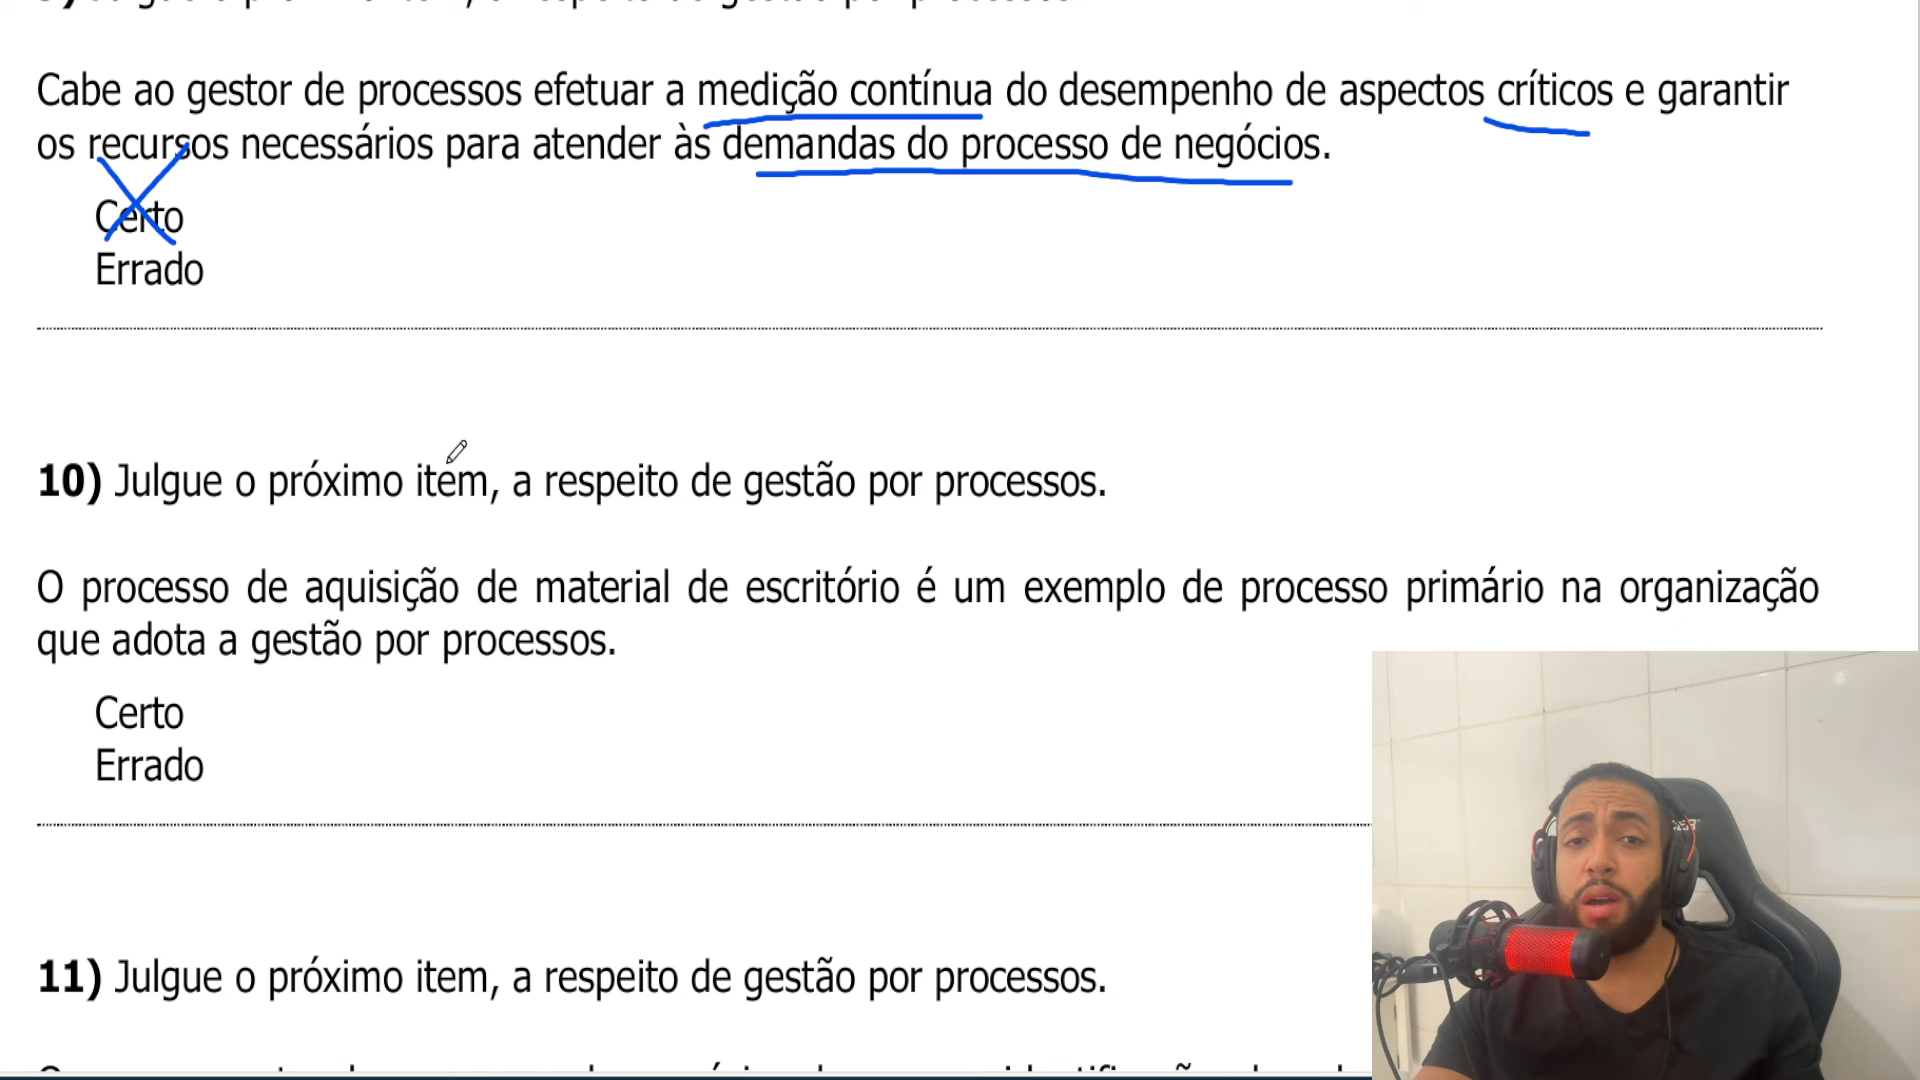 Cabe ao gestor de processos efetuar a medição contínua do desempenho de aspectos críticos e garantir
os recursos necessários para atender às demandas do processo de negócios.
Certo
Errado
10) Julgue o próximo item, a respeito de gestão por processos.
O processo de aquisição de material de escritório é um exemplo de processo primário na organização
que adota a gestão por processos.
Certo
Errado
11) Julgue o próximo item, a respeito de gestão por processos.